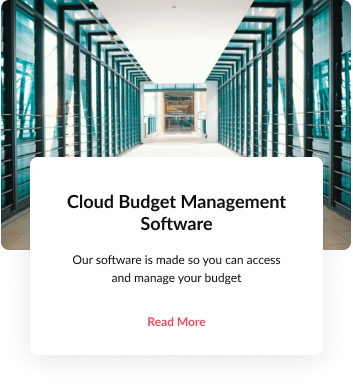 Cloud Budget Management
Software
Our software is made so you can access
and manage your budget
Read More